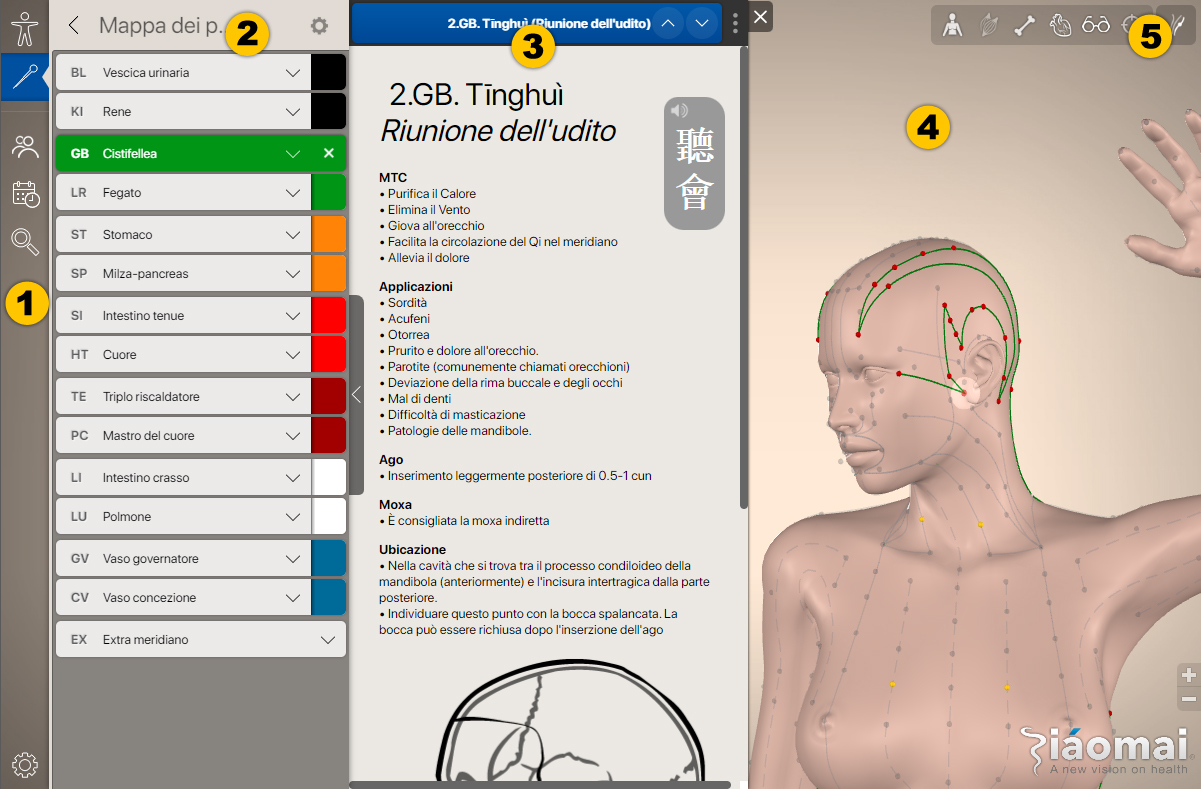 Mappa dei p...
1
2
3
4
5
BL Vescica urinaria
KI Rene
GB Cistifellea
LR Fegato
ST Stomaco
SP Milza-pancreas
SI Intestino tenue
HT Cuore
TE Triplo riscaldatore
PC Mastro del cuore
LI Intestino crasso
LU Polmone
GV Vaso governatore
CV Vaso concezione
EX Extra meridiano
2.GB. Tīnghuì (Riunione dell'udito)
2.GB. Tīnghuì
Riunione dell'udito
聽
會
MTC
• Purifica il Calore
• Elimina il Vento
• Giova all'orecchio
• Facilita la circolazione del Qi nel meridiano
• Allevia il dolore
Applicazioni
• Sordità
• Acufeni
• Otorrea
• Prurito e dolore all'orecchio.
• Parotite (comunemente chiamati orecchioni)
• Deviazione della rima buccale e degli occhi
• Mal di denti
• Difficoltà di masticazione
• Patologie delle mandibole.
Ago
• Inserimento leggermente posteriore di 0.5-1 cun
Moxa
• È consigliata la moxa indiretta
Ubicazione
• Nella cavità che si trova tra il processo condiloideo della
mandibola (anteriormente) e l'incisura intertragica dalla parte
posteriore.
• Individuare questo punto con la bocca spalancata. La
bocca può essere richiusa dopo l'inserzione dell'ago
Ziáomai
A new vision on health